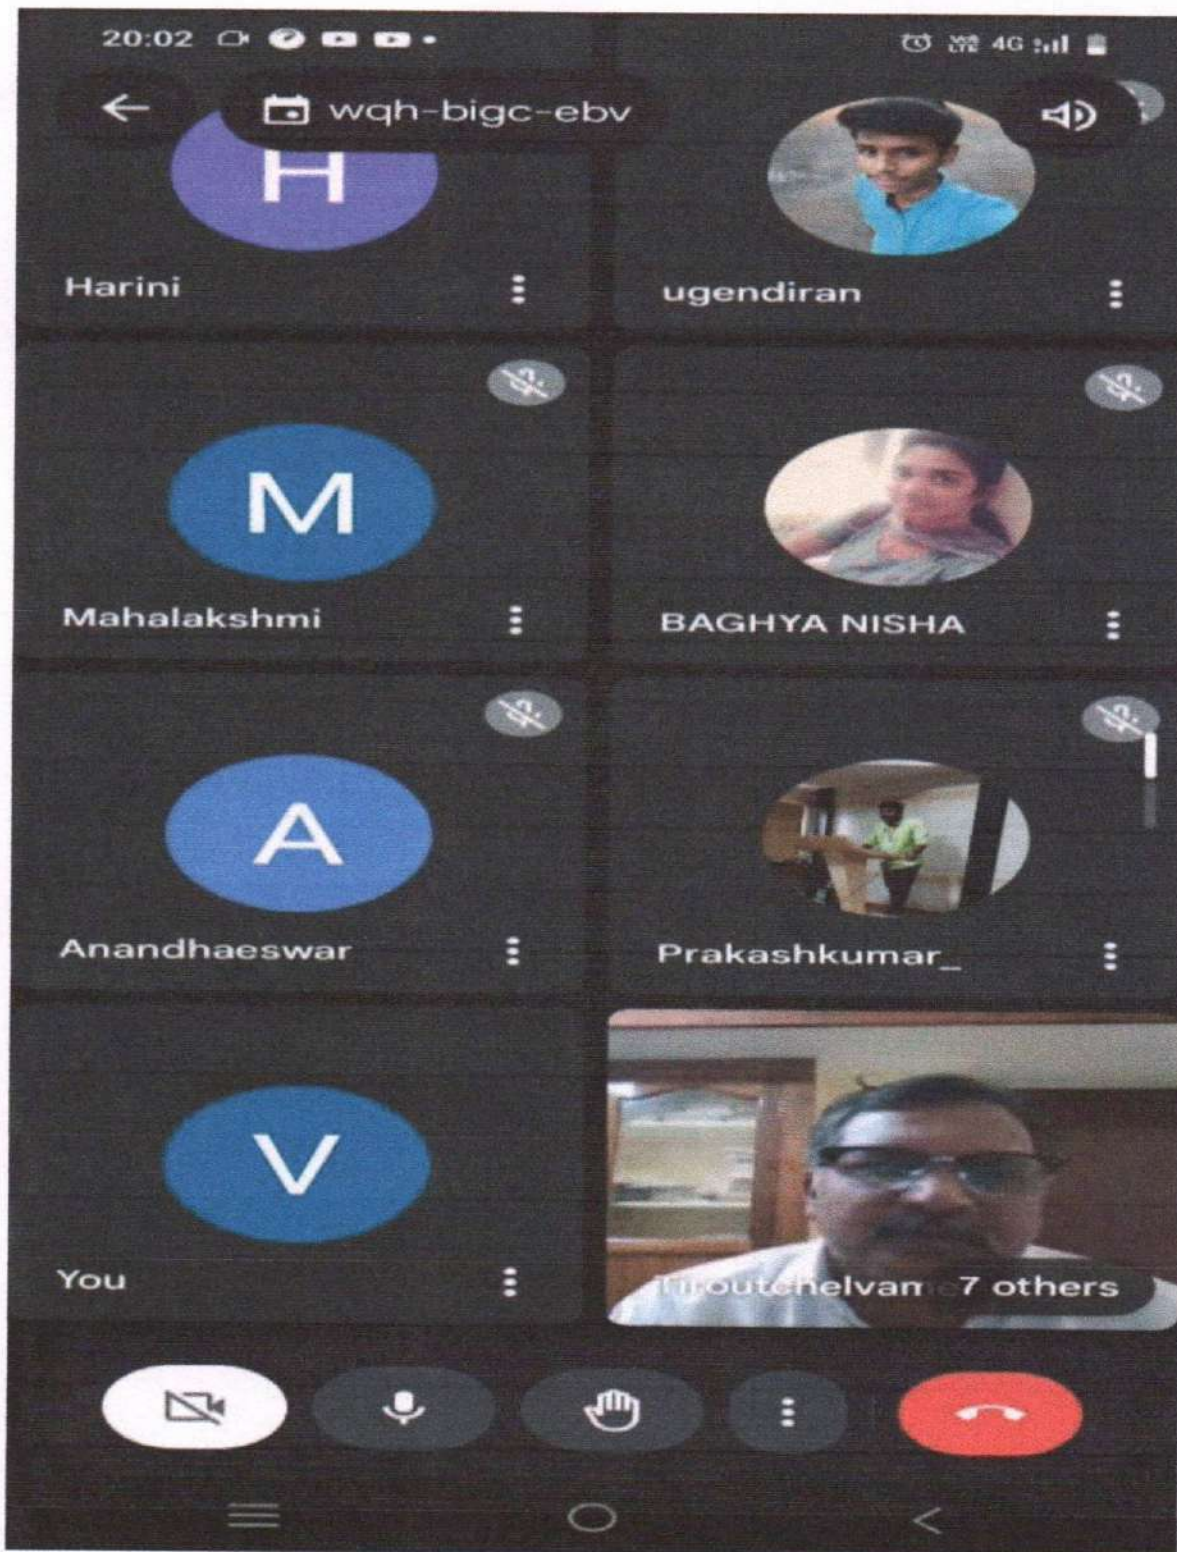 20:02 4G
wqh-bigc-ebv
H
Harini ugendiran
M
Mahalakshmi BAGHYA NISHA
A
Anandhaeswar Prakashkumar_
V
You 7 others